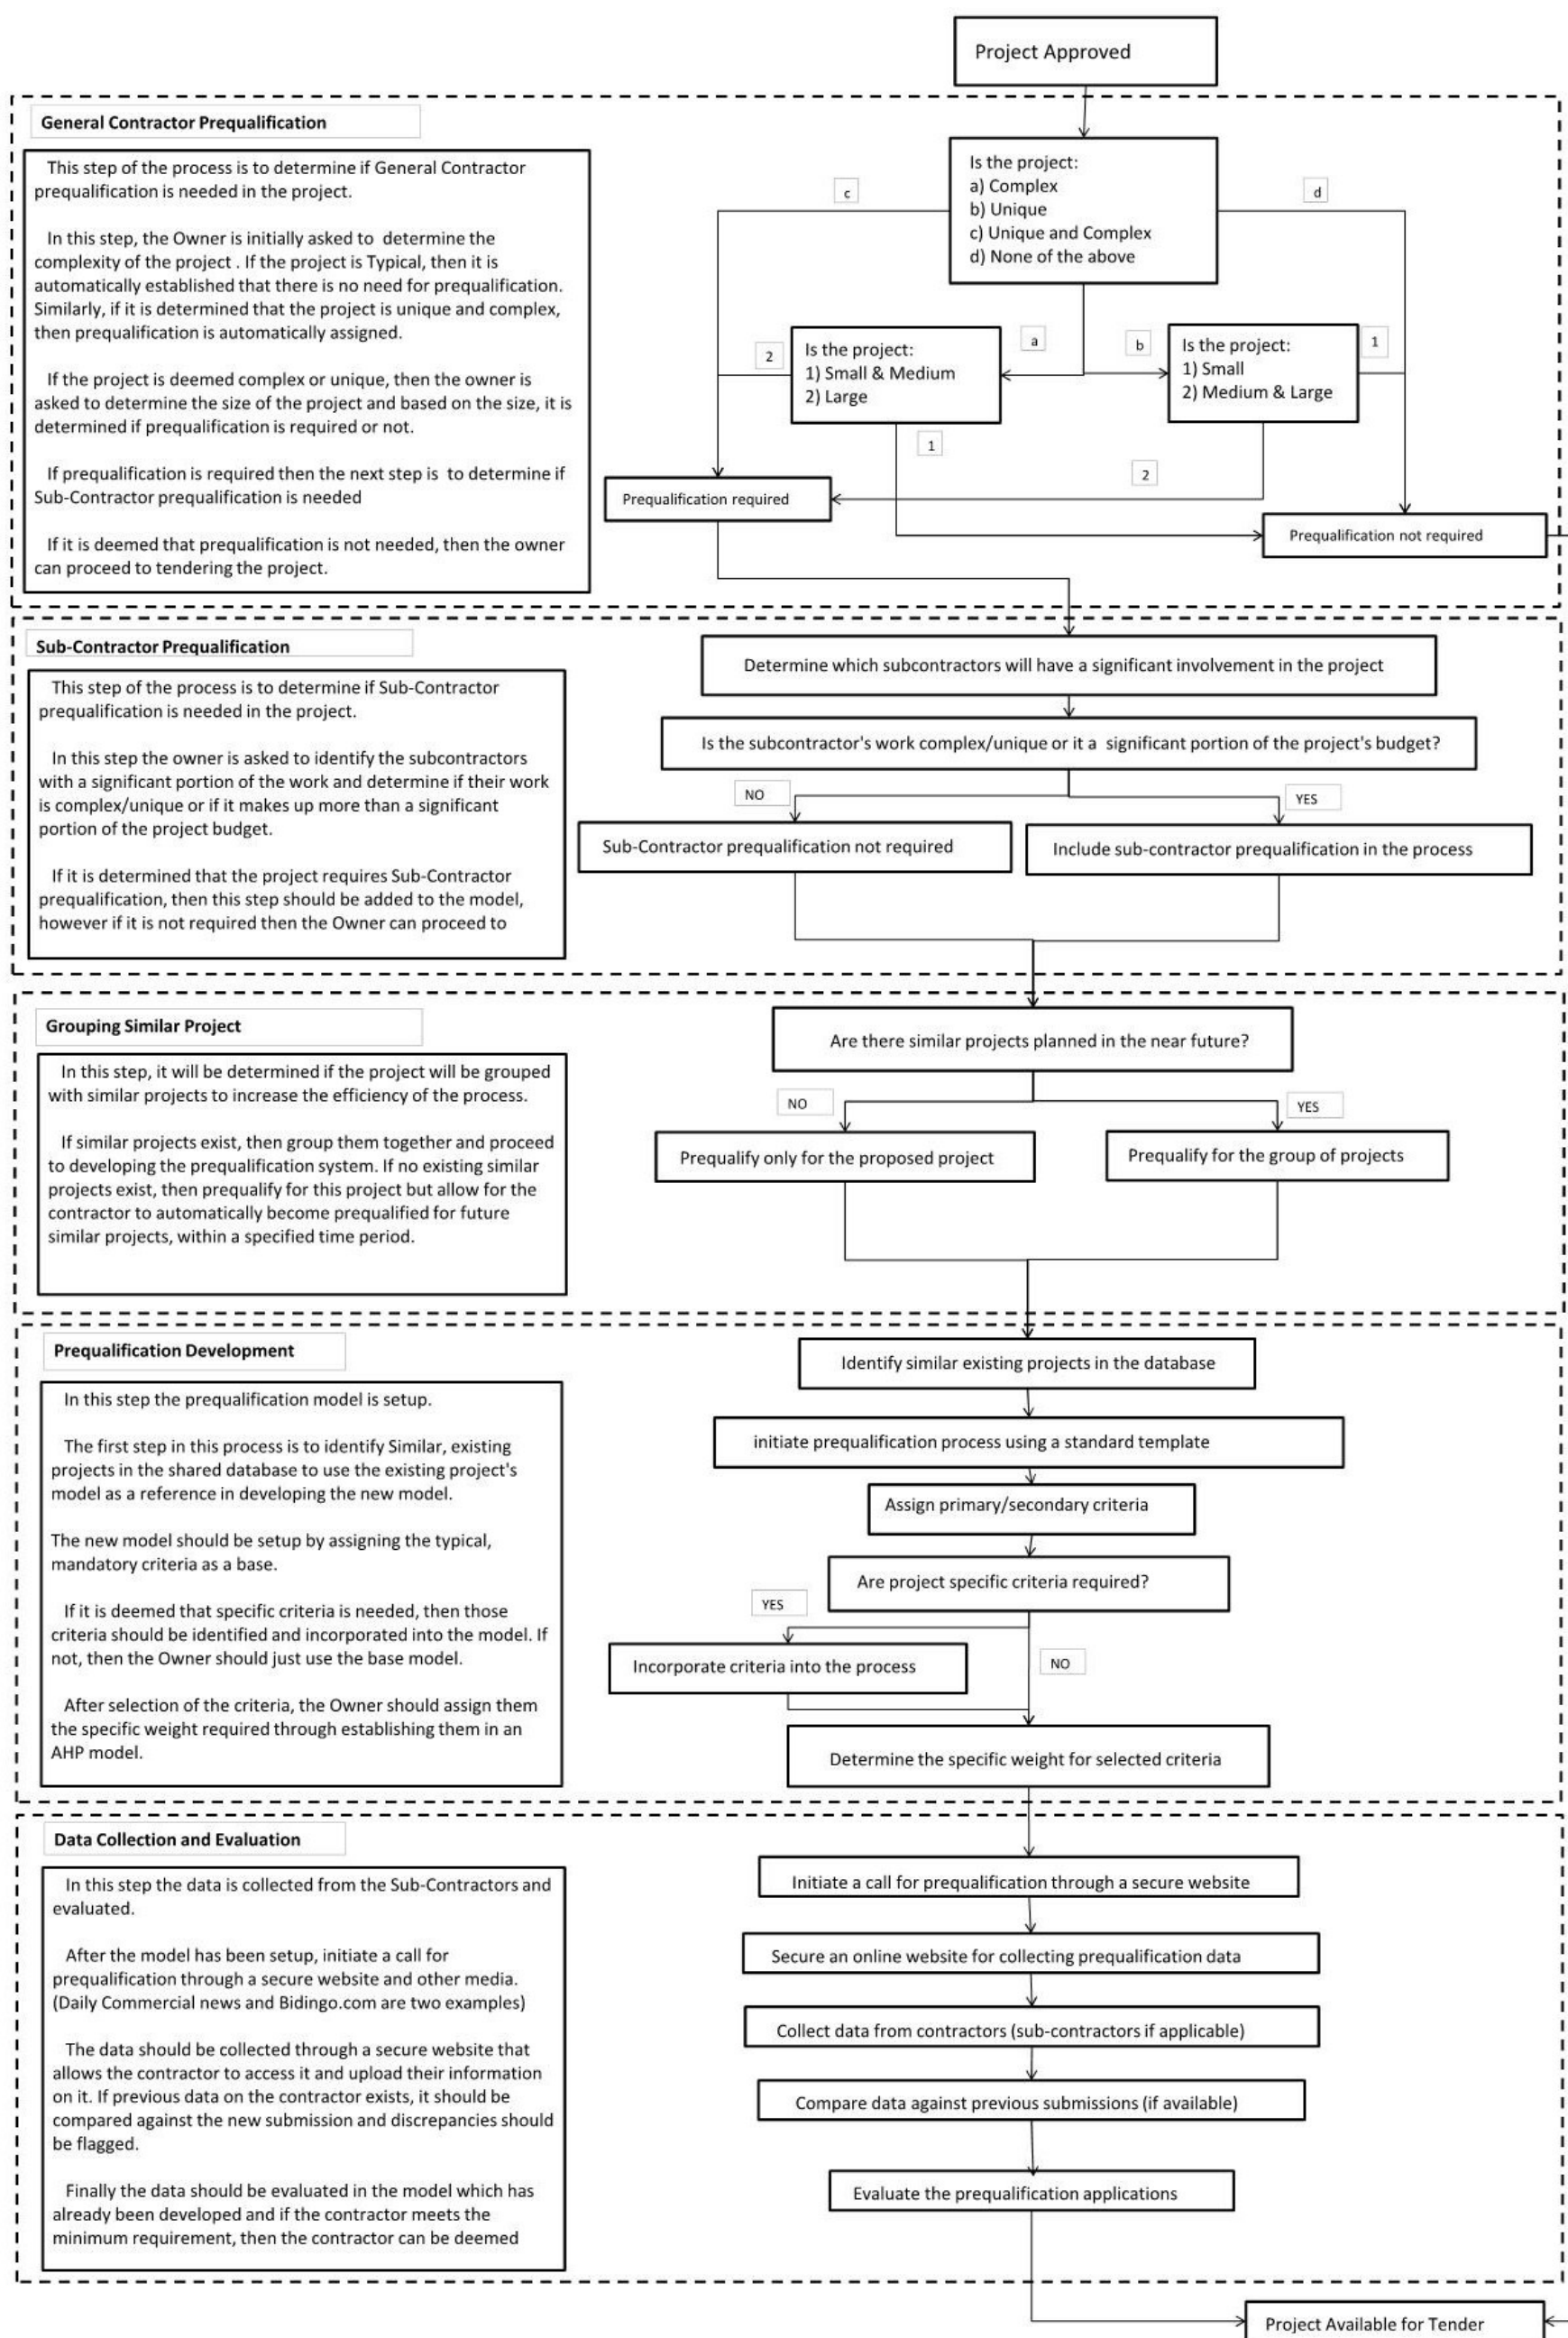 Project Approved
General Contractor Prequalification
This step of the process is to determine if General Contractor
prequalification is needed in the project.
In this step, the Owner is initially asked to determine the
complexity of the project . If the project is Typical, then it is
automatically established that there is no need for prequalification.
Similarly, if it is determined that the project is unique and complex,
then prequalification is automatically assigned.
If the project is deemed complex or unique, then the owner is
asked to determine the size of the project and based on the size, it is
determined if prequalification is required or not.
If prequalification is required then the next step is to determine if
Sub-Contractor prequalification is needed
If it is deemed that prequalification is not needed, then the owner
can proceed to tendering the project.
Is the project:
a) Complex
b) Unique
c) Unique and Complex
d) None of the above
c
d
a
b
2
Is the project:
1) Small & Medium
2) Large
Is the project:
1) Small
2) Medium & Large
1
1
2
Prequalification required
Prequalification not required
Sub-Contractor Prequalification
This step of the process is to determine if Sub-Contractor
prequalification is needed in the project.
In this step the owner is asked to identify the subcontractors
with a significant portion of the work and determine if their work
is complex/unique or if it makes up more than a significant
portion of the project budget.
If it is determined that the project requires Sub-Contractor
prequalification, then this step should be added to the model,
however if it is not required then the Owner can proceed to
Determine which subcontractors will have a significant involvement in the project
Is the subcontractor's work complex/unique or it a significant portion of the project's budget?
NO
YES
Sub-Contractor prequalification not required
Include sub-contractor prequalification in the process
Grouping Similar Project
In this step, it will be determined if the project will be grouped
with similar projects to increase the efficiency of the process.
If similar projects exist, then group them together and proceed
to developing the prequalification system. If no existing similar
projects exist, then prequalify for this project but allow for the
contractor to automatically become prequalified for future
similar projects, within a specified time period.
Are there similar projects planned in the near future?
NO
YES
Prequalify only for the proposed project
Prequalify for the group of projects
Prequalification Development
In this step the prequalification model is setup.
The first step in this process is to identify Similar, existing
projects in the shared database to use the existing project's
model as a reference in developing the new model.
The new model should be setup by assigning the typical,
mandatory criteria as a base.
If it is deemed that specific criteria is needed, then those
criteria should be identified and incorporated into the model. If
not, then the Owner should just use the base model.
After selection of the criteria, the Owner should assign them
the specific weight required through establishing them in an
AHP model.
Identify similar existing projects in the database
initiate prequalification process using a standard template
Assign primary/secondary criteria
Are project specific criteria required?
YES
Incorporate criteria into the process
NO
Determine the specific weight for selected criteria
Data Collection and Evaluation
In this step the data is collected from the Sub-Contractors and
evaluated.
After the model has been setup, initiate a call for
prequalification through a secure website and other media.
(Daily Commercial news and Bidingo.com are two examples)
The data should be collected through a secure website that
allows the contractor to access it and upload their information
on it. If previous data on the contractor exists, it should be
compared against the new submission and discrepancies should
be flagged.
Finally the data should be evaluated in the model which has
already been developed and if the contractor meets the
minimum requirement, then the contractor can be deemed
Initiate a call for prequalification through a secure website
Secure an online website for collecting prequalification data
Collect data from contractors (sub-contractors if applicable)
Compare data against previous submissions (if available)
Evaluate the prequalification applications
Project Available for Tender